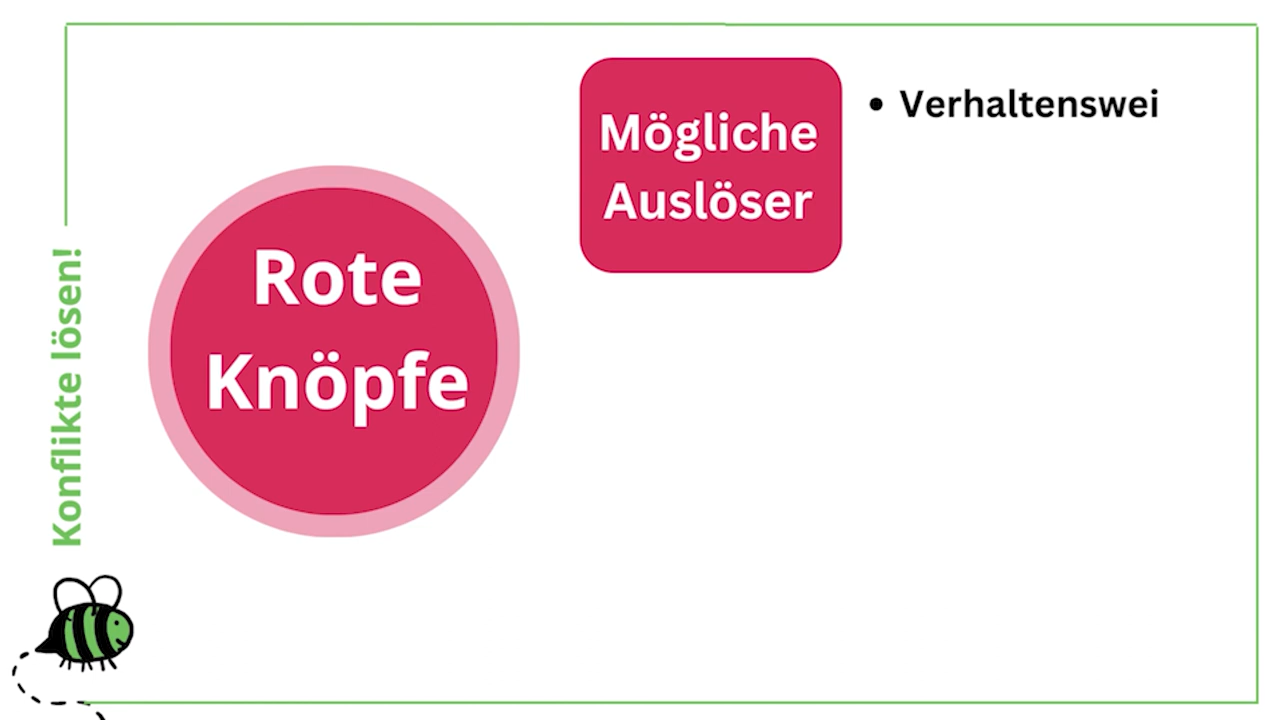 Konflikte lösen!
Rote
Knöpfe
Mögliche
Auslöser
• Verhaltenswei